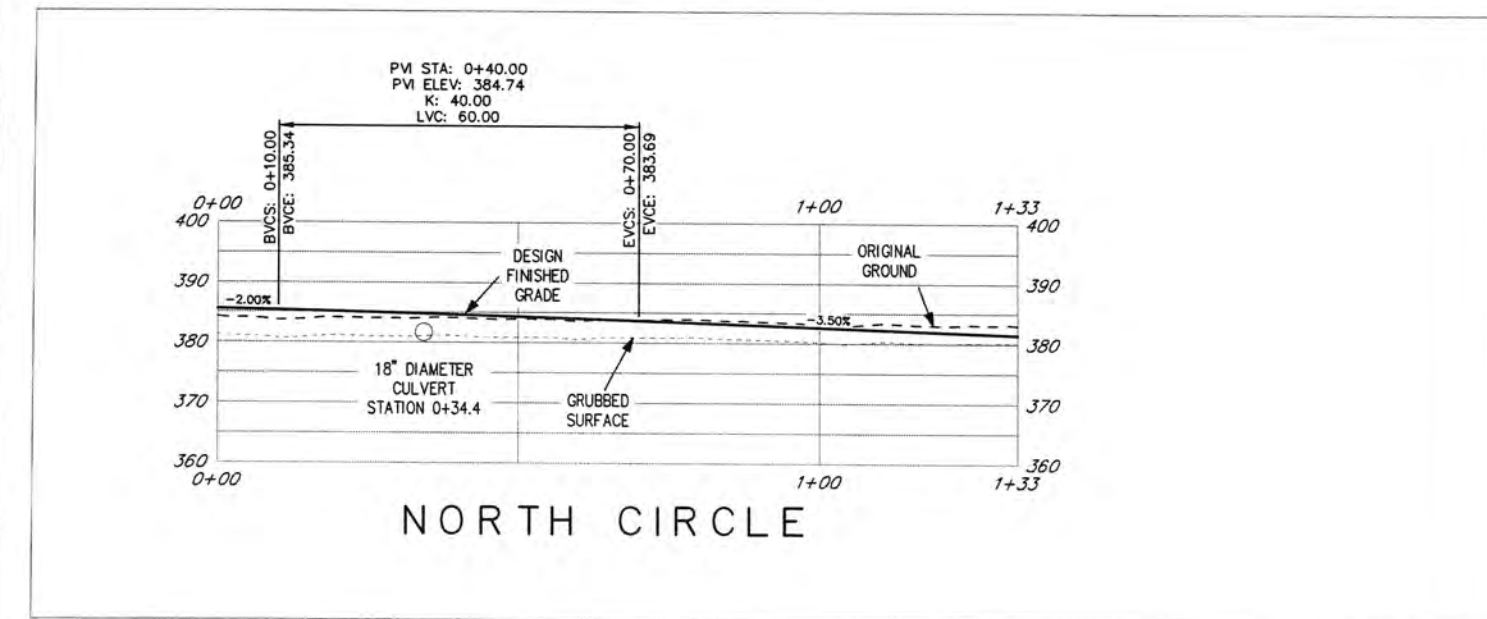 PVI STA: 0+40.00
PVI ELEV: 384.74
K: 40.00
LVC: 60.00
BVCS: 0+10.00
BVCE: 385.34
EVCS: 0+70.00
EVCE: 383.69
0+00
1+00
1+33
400
400
390
390
380
380
370
370
360
360
DESIGN
FINISHED
GRADE
ORIGINAL
GROUND
-2.00%
-3.50%
18" DIAMETER
CULVERT
STATION 0+34.4
GRUBBED
SURFACE
0+00
1+00
1+33
NORTH CIRCLE